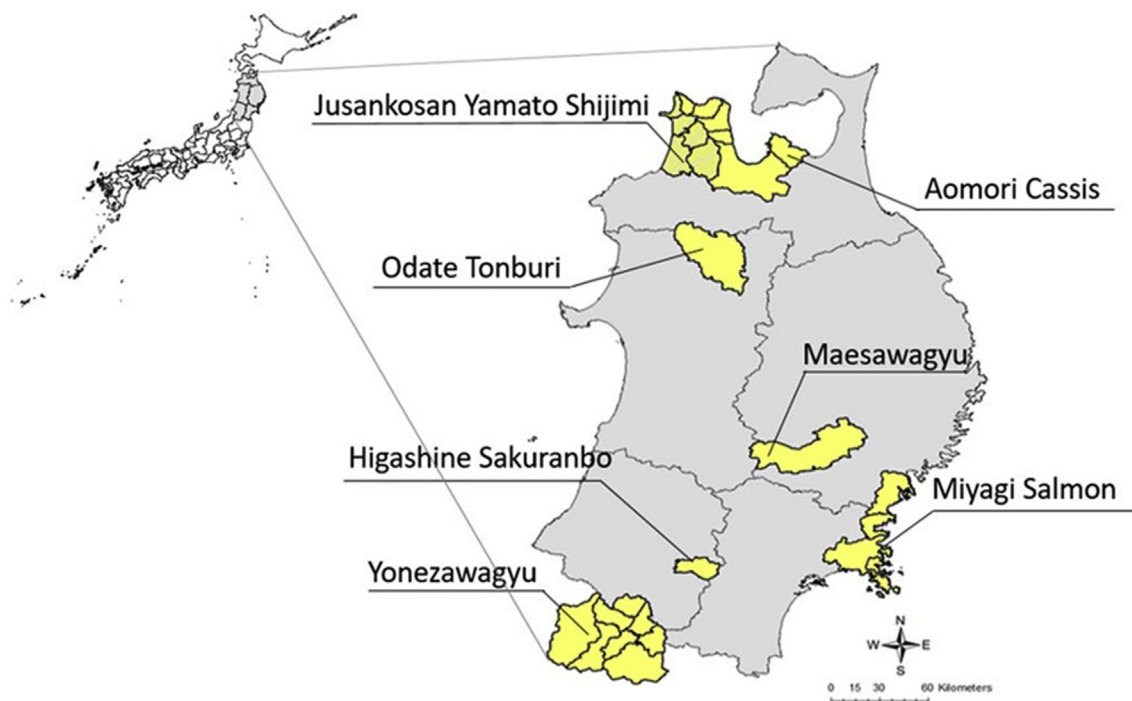 Jusankosan Yamato Shijimi
Aomori Cassis
Odate Tonburi
Maesawagyu
Higashine Sakuranbo
Miyagi Salmon
Yonezawagyu
N
W E
S
0 15 30 60 Kilometers